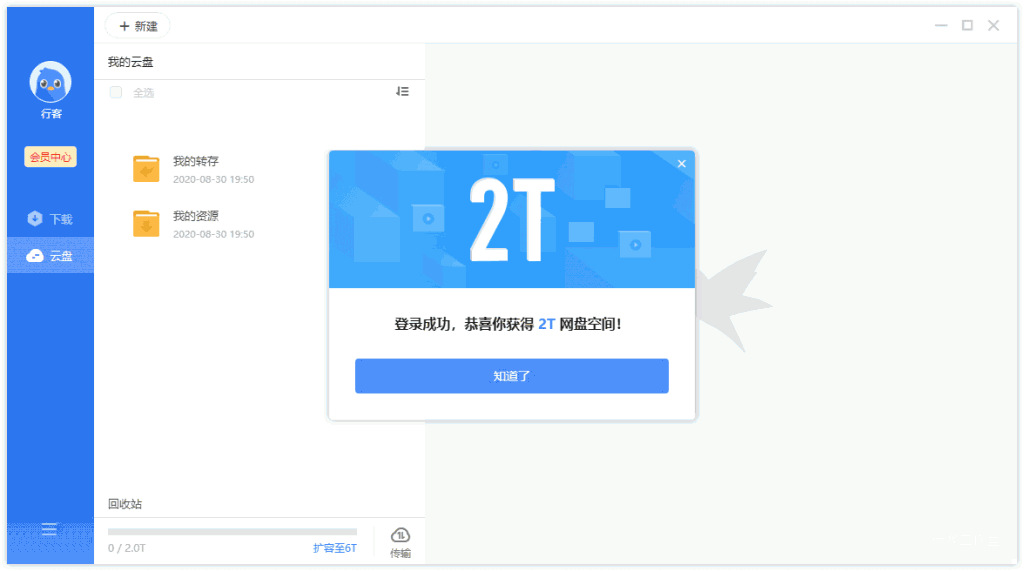 新建
行客
会员中心
下载
云盘
我的云盘
全选
我的转存
2020-08-30 19:50
我的资源
2020-08-30 19:50
2T
登录成功，恭喜你获得 2T 网盘空间！
知道了
回收站
0 / 2.0T
扩容至6T
传输